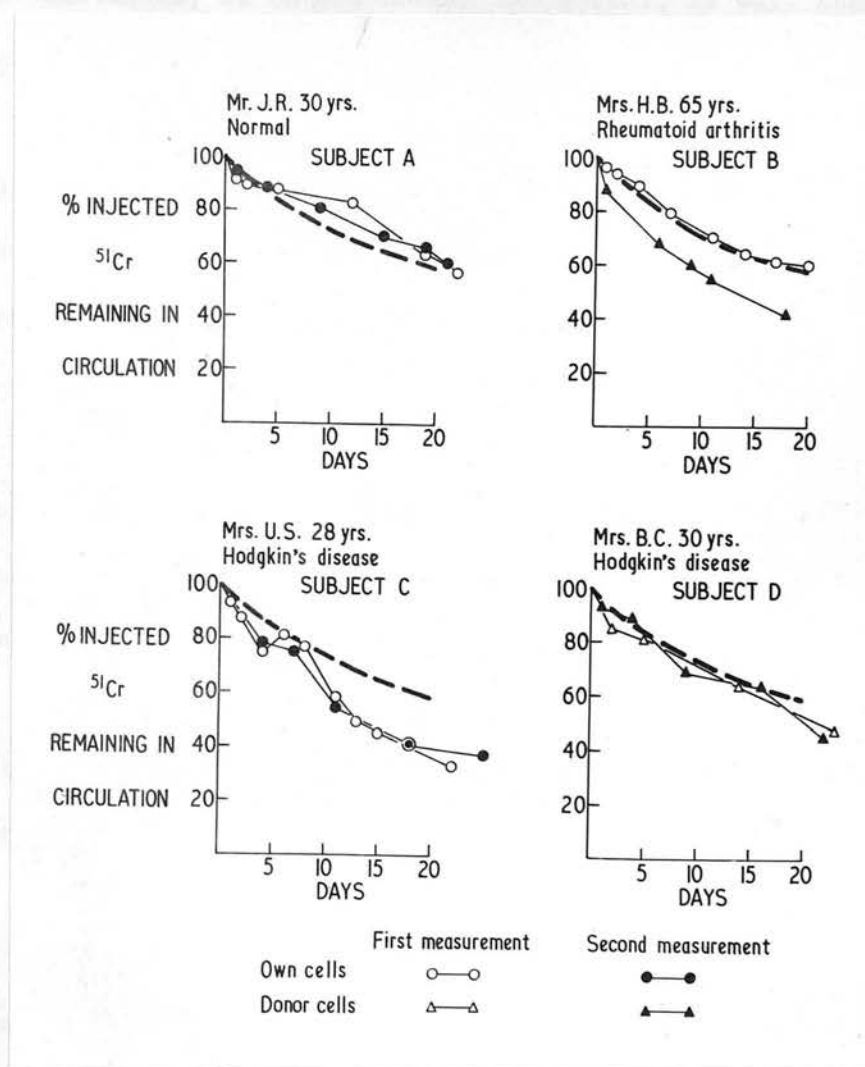 Mr. J.R. 30 yrs.
Normal
SUBJECT A
100
80
60
40
20
% INJECTED
⁵¹Cr
REMAINING IN
CIRCULATION
5 10 15 20
DAYS
Mrs. H.B. 65 yrs.
Rheumatoid arthritis
SUBJECT B
100
80
60
40
20
5 10 15 20
DAYS
Mrs. U.S. 28 yrs.
Hodgkin's disease
SUBJECT C
100
80
60
40
20
% INJECTED
⁵¹Cr
REMAINING IN
CIRCULATION
5 10 15 20
DAYS
Mrs. B.C. 30 yrs.
Hodgkin's disease
SUBJECT D
100
80
60
40
20
5 10 15 20
DAYS
First measurement Second measurement
Own cells
Donor cells